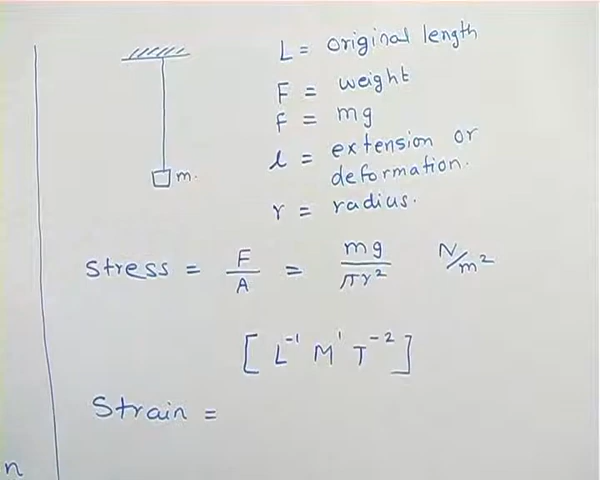 L = original length
F = weight
f = mg
l = extension or
deformation.
m.
r = radius.
Stress = F/A = mg/πr² N/m²
[L⁻¹ M¹ T⁻²]
Strain =
n